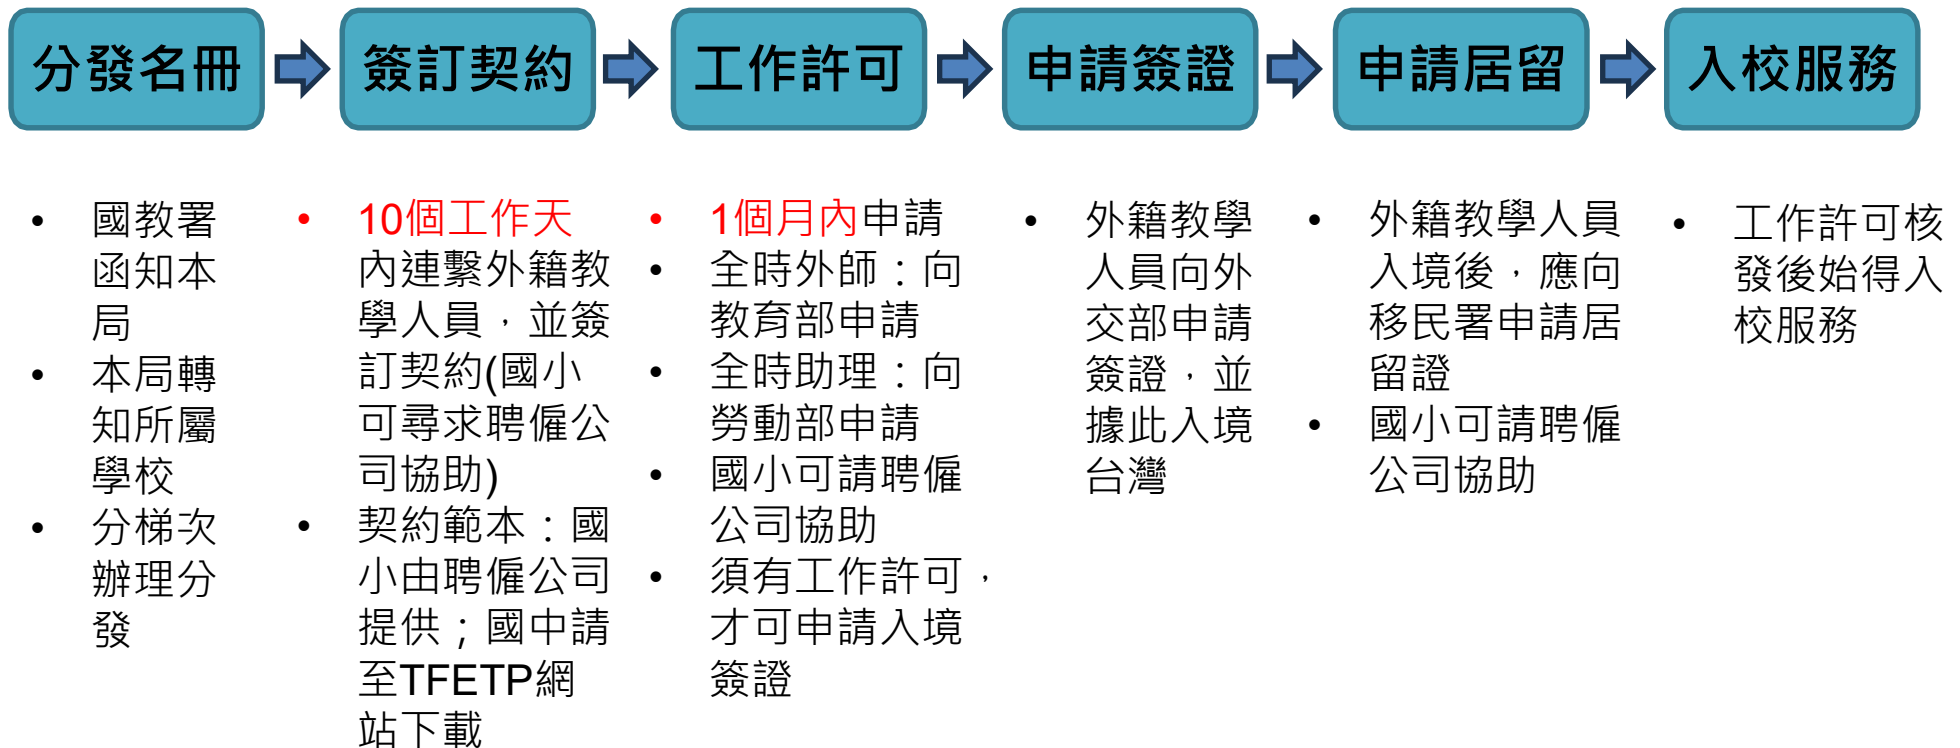 分發名冊
簽訂契約
工作許可
申請簽證
申請居留
入校服務
• 國教署
函知本
局
• 本局轉
知所屬
學校
• 分梯次
辦理分
發
• 10個工作天
內連繫外籍教
學人員，並簽
訂契約(國小
可尋求聘僱公
司協助)
• 契約範本：國
小由聘僱公司
提供；國中請
至TFETP網
站下載
• 1個月內申請
• 全時外師：向
教育部申請
• 全時助理：向
勞動部申請
• 國小可請聘僱
公司協助
• 須有工作許可，
才可申請入境
簽證
• 外籍教學
人員向外
交部申請
簽證，並
據此入境
台灣
• 外籍教學人員
入境後，應向
移民署申請居
留證
• 國小可請聘僱
公司協助
• 工作許可核
發後始得入
校服務